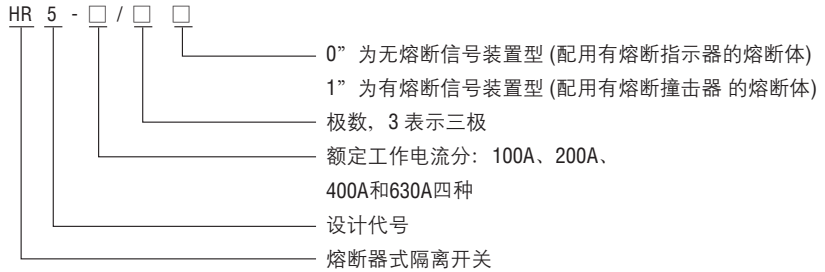 HR 5 - □ / □ □
0”为无熔断信号装置型 (配用有熔断指示器的熔断体)
1”为有熔断信号装置型 (配用有熔断撞击器 的熔断体)
极数，3 表示三极
额定工作电流分：100A、200A、
400A和630A四种
设计代号
熔断器式隔离开关